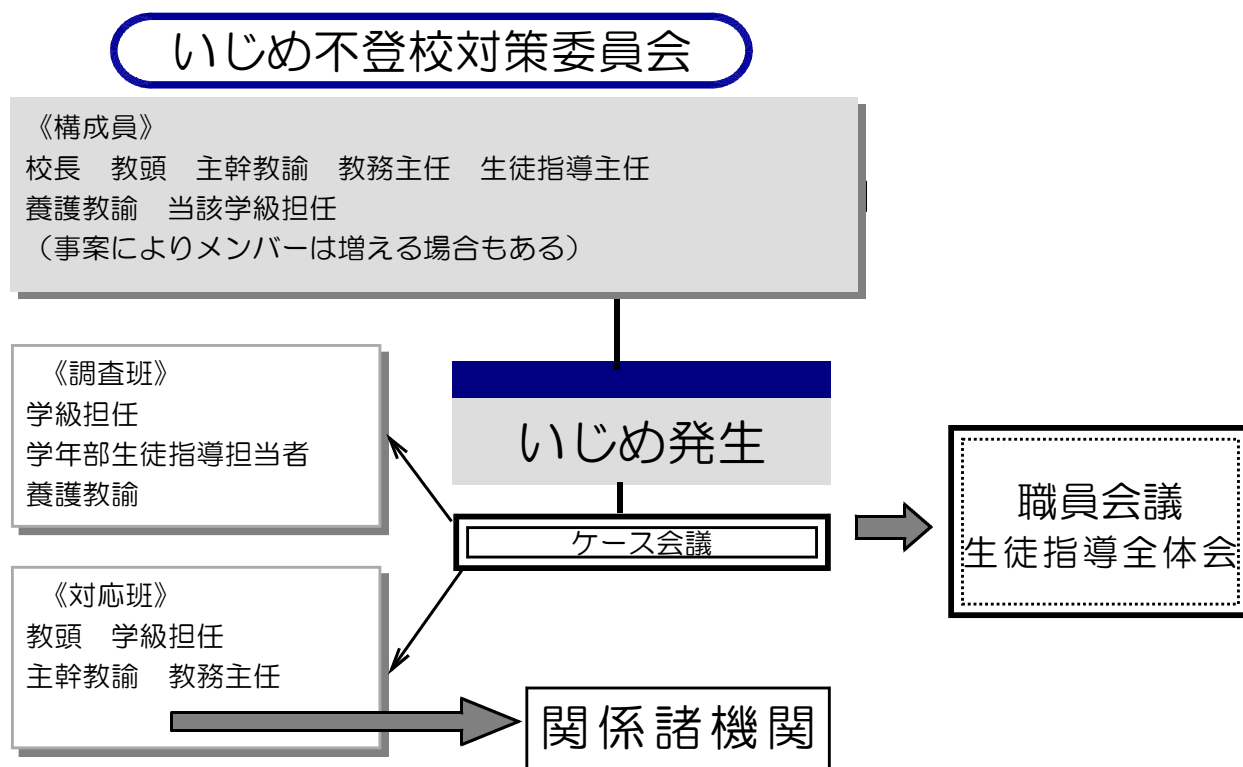 いじめ不登校対策委員会
《構成員》
校長　教頭　主幹教諭　教務主任　生徒指導主任
養護教諭　当該学級担任
（事案によりメンバーは増える場合もある）
《調査班》
学級担任
学年部生徒指導担当者
養護教諭
いじめ発生
ケース会議
職員会議
生徒指導全体会
《対応班》
教頭　学級担任
主幹教諭　教務主任
関係諸機関